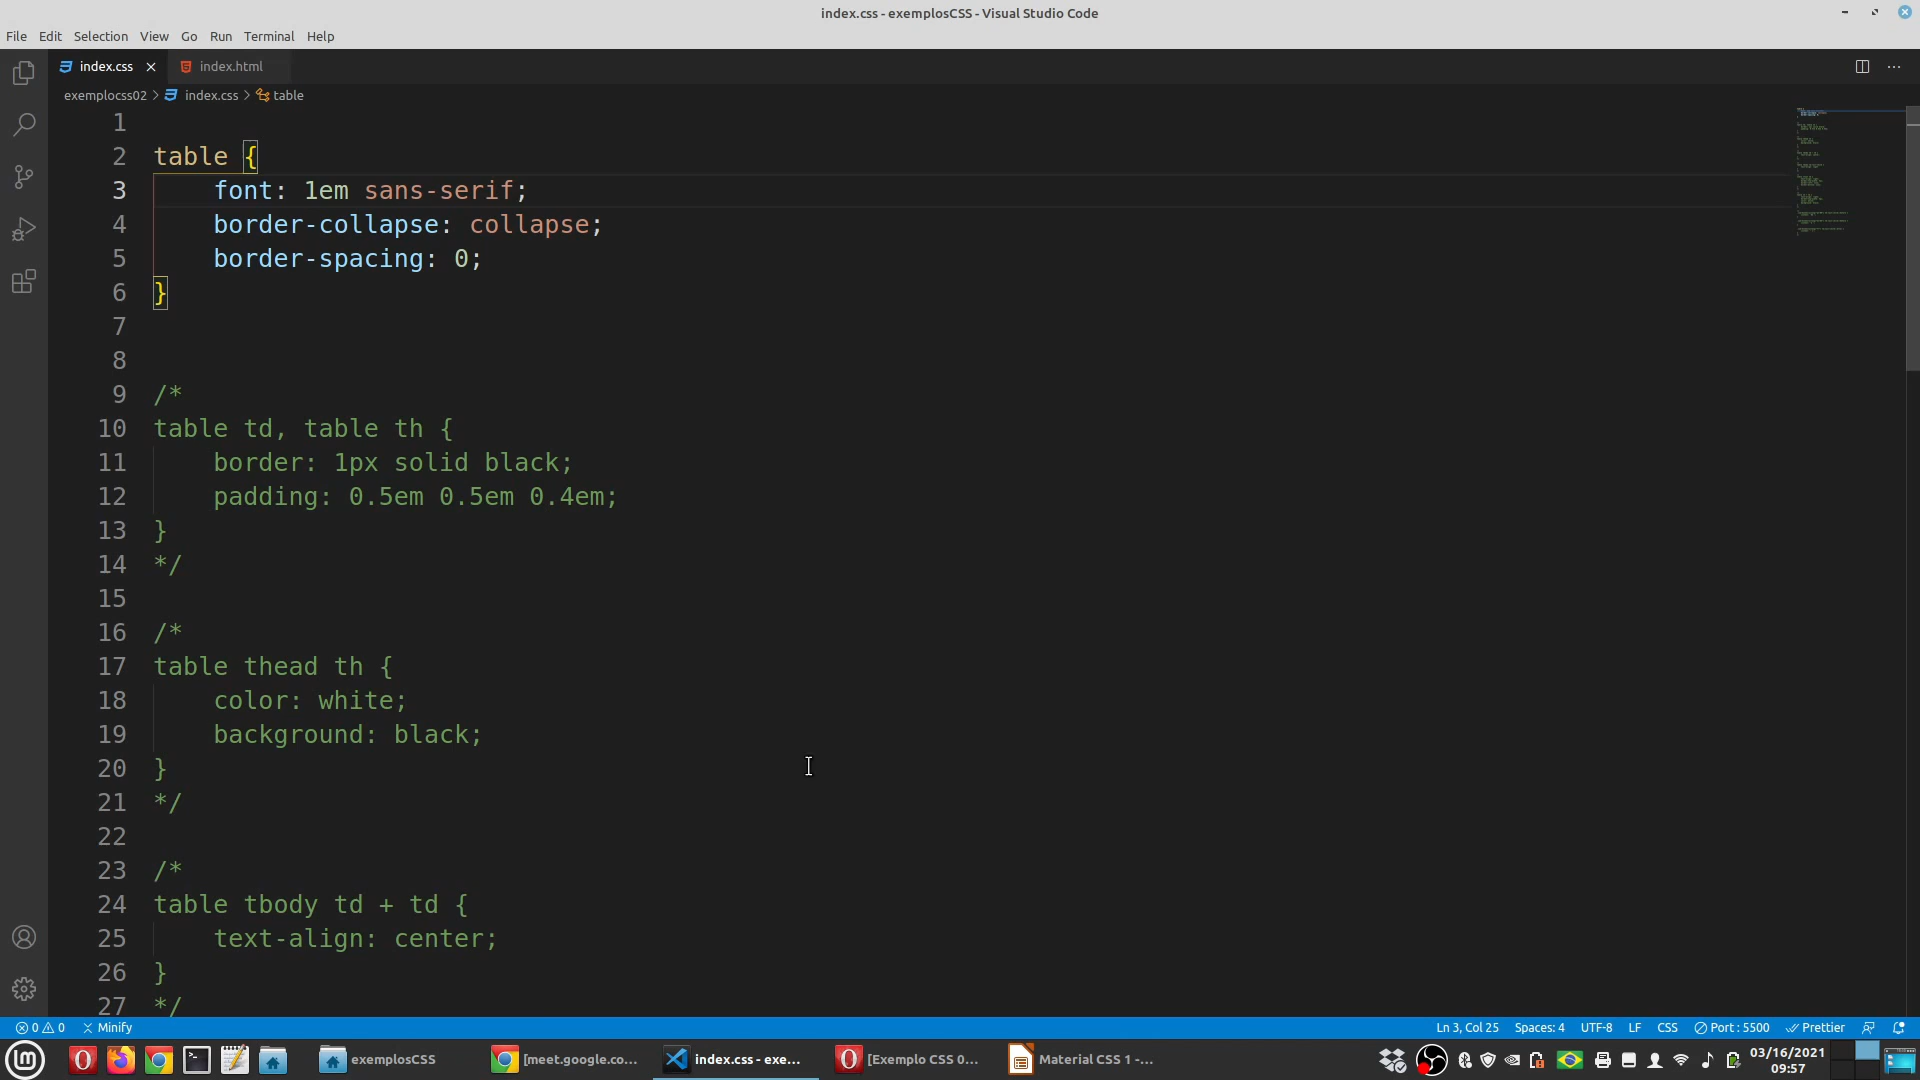 index.css - exemplosCSS - Visual Studio Code
File Edit Selection View Go Run Terminal Help
index.css index.html
exemplocss02 > index.css > table
1
2 table {
3 font: 1em sans-serif;
4 border-collapse: collapse;
5 border-spacing: 0;
6 }
7
8
9 /*
10 table td, table th {
11 border: 1px solid black;
12 padding: 0.5em 0.5em 0.4em;
13 }
14 */
15
16 /*
17 table thead th {
18 color: white;
19 background: black;
20 }
21 */
22
23 /*
24 table tbody td + td {
25 text-align: center;
26 }
27 */
0 0 Minify Ln 3, Col 25 Spaces: 4 UTF-8 LF CSS Port : 5500 Prettier
exemplosCSS [meet.google.co... index.css - exe... [Exemplo CSS 0... Material CSS 1 -... 03/16/2021
09:57